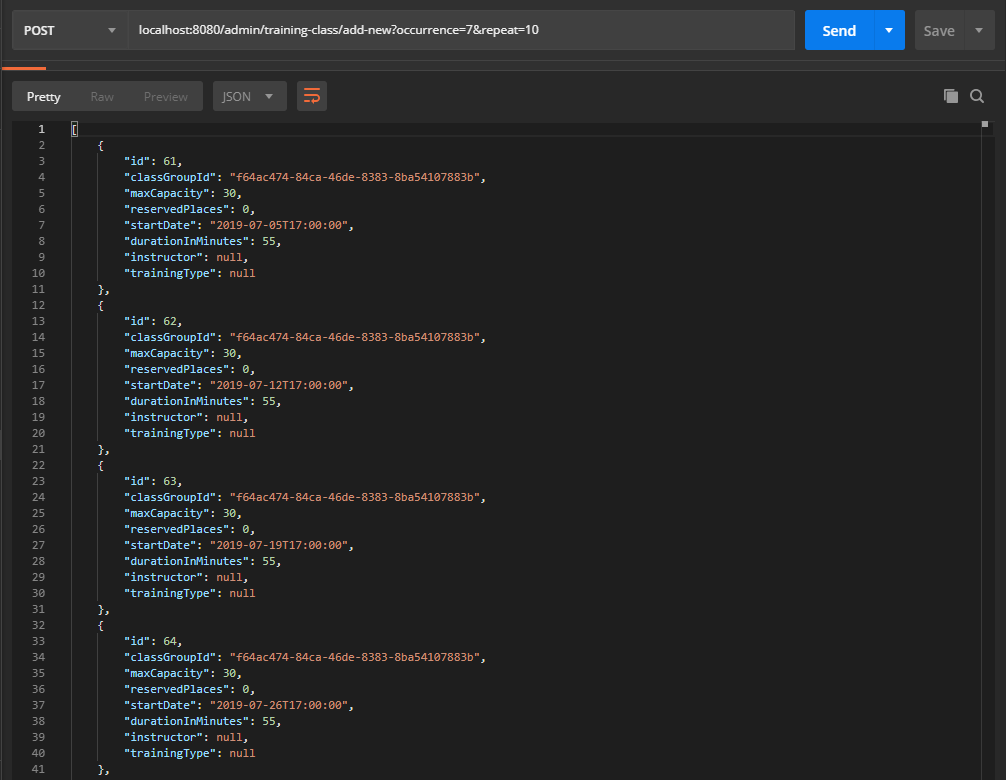 POST localhost:8080/admin/training-class/add-new?occurrence=7&repeat=10 Send Save
Pretty Raw Preview JSON
1 [
2 {
3 "id": 61,
4 "classGroupId": "f64ac474-84ca-46de-8383-8ba54107883b",
5 "maxCapacity": 30,
6 "reservedPlaces": 0,
7 "startDate": "2019-07-05T17:00:00",
8 "durationInMinutes": 55,
9 "instructor": null,
10 "trainingType": null
11 },
12 {
13 "id": 62,
14 "classGroupId": "f64ac474-84ca-46de-8383-8ba54107883b",
15 "maxCapacity": 30,
16 "reservedPlaces": 0,
17 "startDate": "2019-07-12T17:00:00",
18 "durationInMinutes": 55,
19 "instructor": null,
20 "trainingType": null
21 },
22 {
23 "id": 63,
24 "classGroupId": "f64ac474-84ca-46de-8383-8ba54107883b",
25 "maxCapacity": 30,
26 "reservedPlaces": 0,
27 "startDate": "2019-07-19T17:00:00",
28 "durationInMinutes": 55,
29 "instructor": null,
30 "trainingType": null
31 },
32 {
33 "id": 64,
34 "classGroupId": "f64ac474-84ca-46de-8383-8ba54107883b",
35 "maxCapacity": 30,
36 "reservedPlaces": 0,
37 "startDate": "2019-07-26T17:00:00",
38 "durationInMinutes": 55,
39 "instructor": null,
40 "trainingType": null
41 },